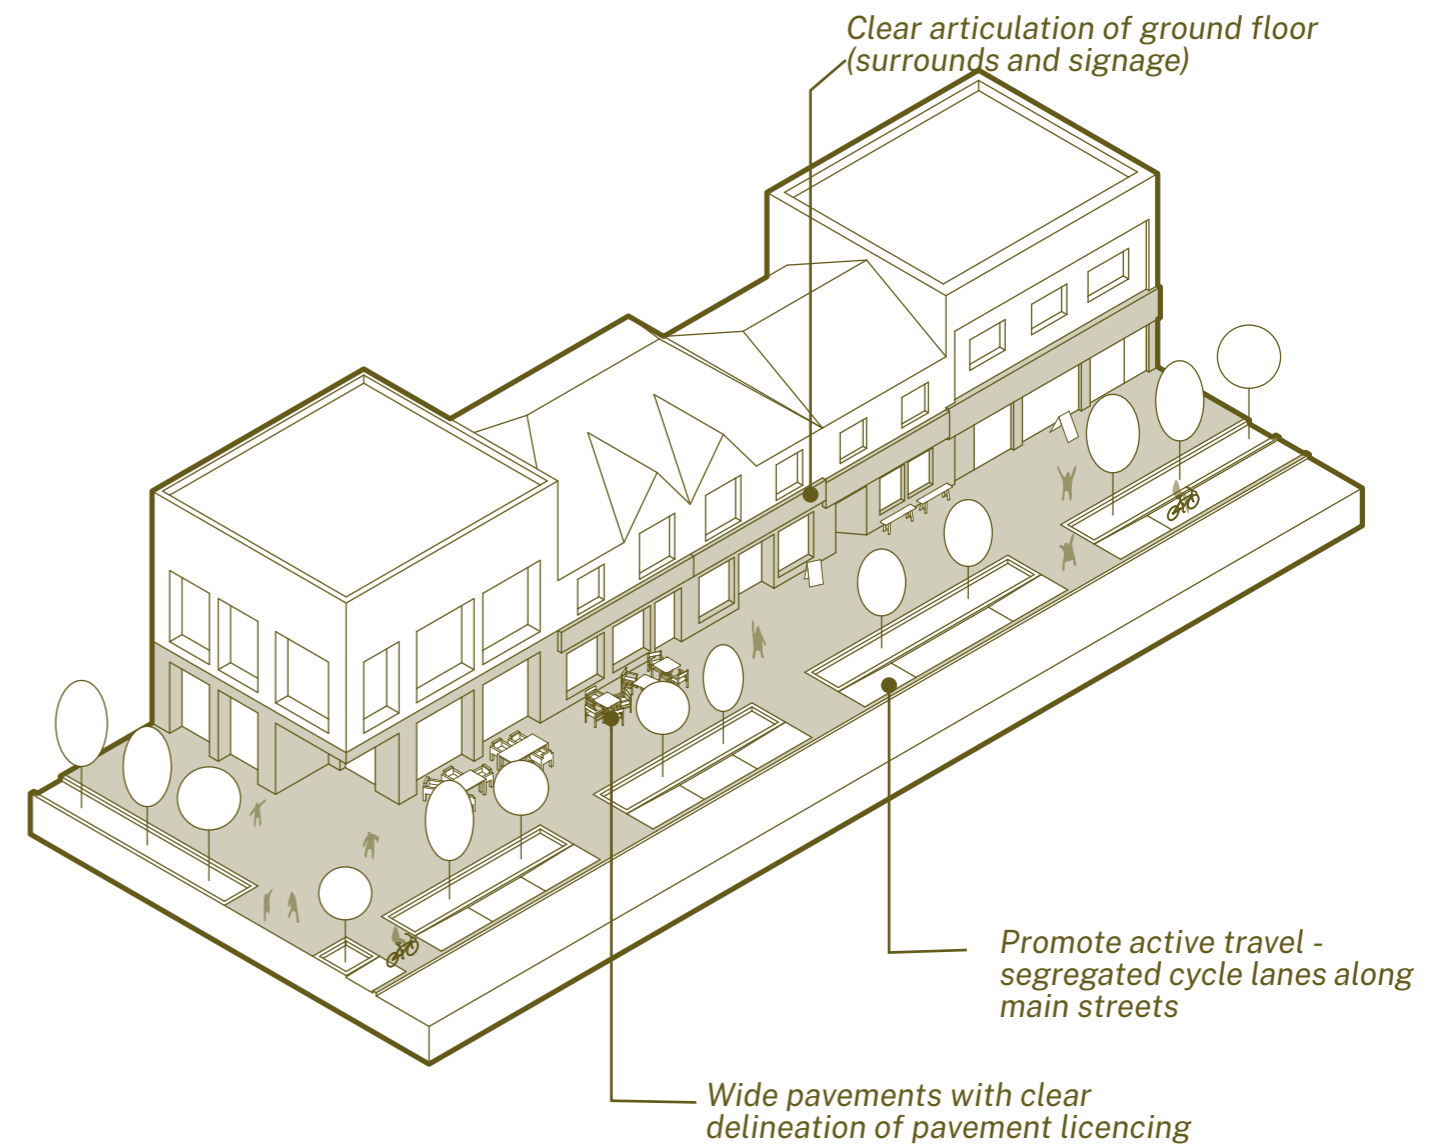 Clear articulation of ground floor
(surrounds and signage)
Promote active travel -
segregated cycle lanes along
main streets
Wide pavements with clear
delineation of pavement licencing